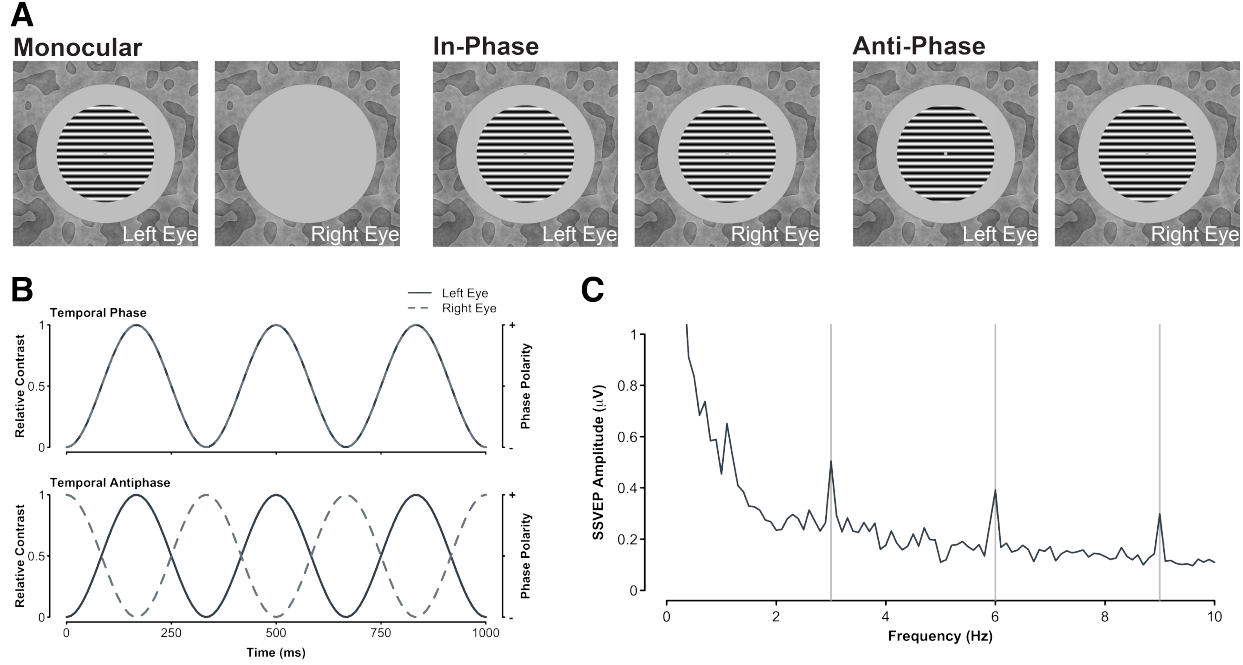 A
Monocular
In-Phase
Anti-Phase
Left Eye
Right Eye
Left Eye
Right Eye
Left Eye
Right Eye
B
Left Eye
Right Eye
Temporal Phase
1
0.5
0
Relative Contrast
+
-
Phase Polarity
Temporal Antiphase
1
0.5
0
Relative Contrast
+
-
Phase Polarity
0 250 500 750 1000
Time (ms)
C
1
0.8
0.6
0.4
0.2
0
SSVEP Amplitude (μV)
0 2 4 6 8 10
Frequency (Hz)